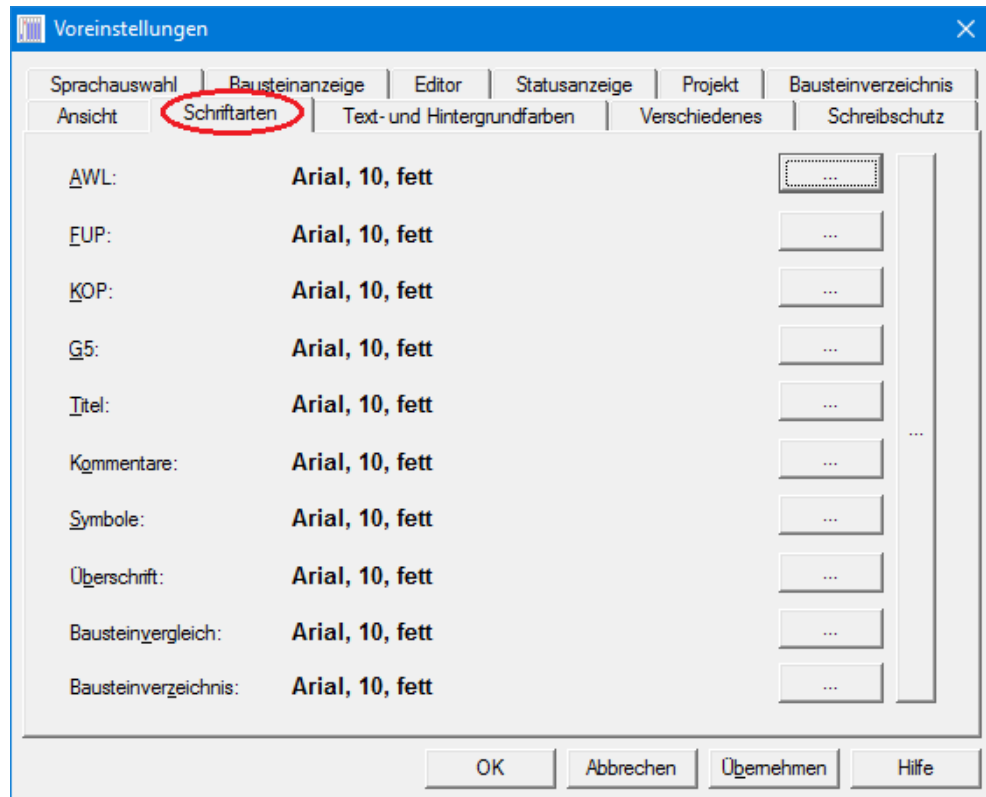 Voreinstellungen
Sprachauswahl Bausteinanzeige Editor Statusanzeige Projekt Bausteinverzeichnis
Ansicht Schriftarten Text- und Hintergrundfarben Verschiedenes Schreibschutz
AWL: Arial, 10, fett ...
FUP: Arial, 10, fett ...
KOP: Arial, 10, fett ...
G5: Arial, 10, fett ...
Titel: Arial, 10, fett ...
...
Kommentare: Arial, 10, fett ...
Symbole: Arial, 10, fett ...
Überschrift: Arial, 10, fett ...
Bausteinvergleich: Arial, 10, fett ...
Bausteinverzeichnis: Arial, 10, fett ...
OK Abbrechen Übernehmen Hilfe